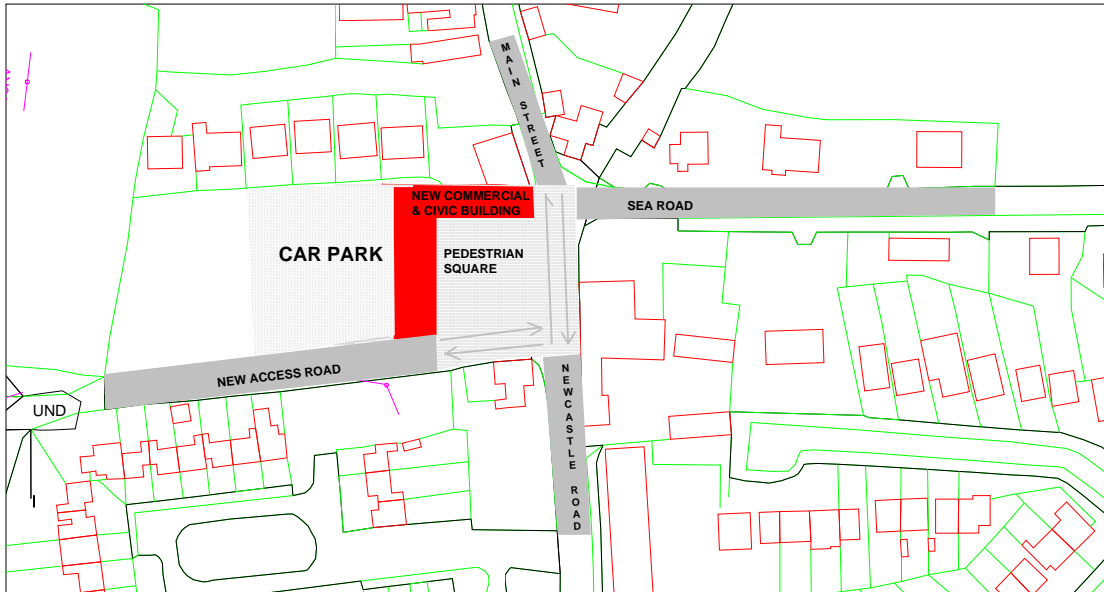 MAIN STREET
NEW COMMERCIAL
& CIVIC BUILDING
SEA ROAD
CAR PARK
PEDESTRIAN
SQUARE
NEW ACCESS ROAD
NEWCASTLE ROAD
UND